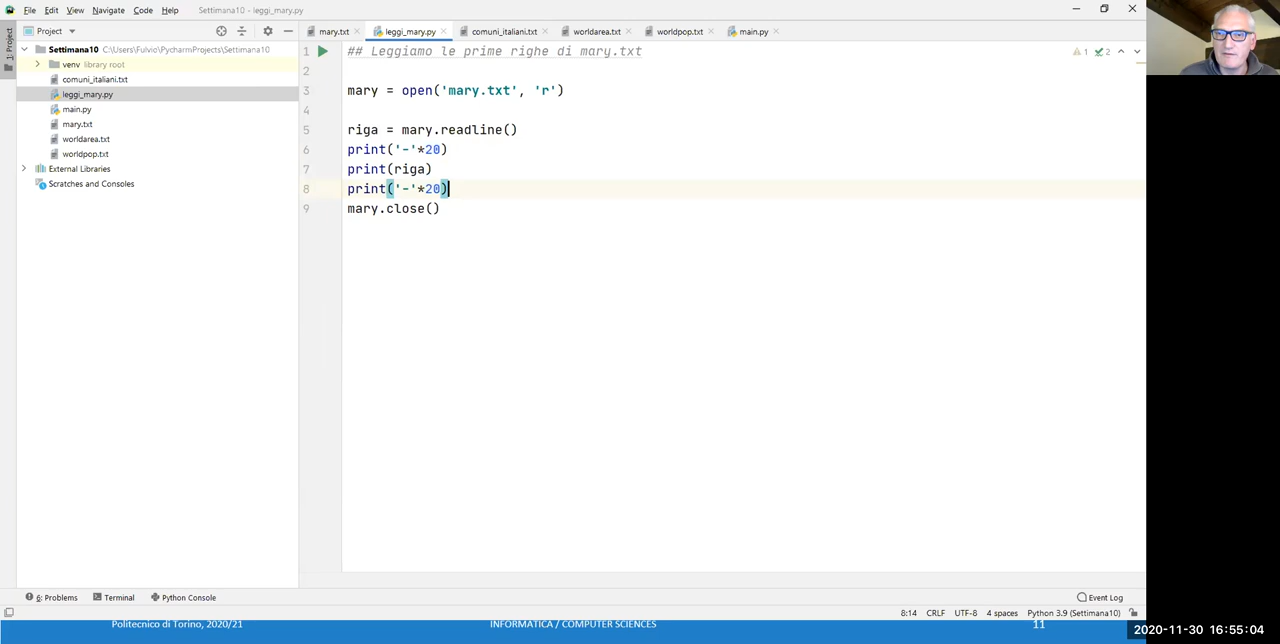 File Edit View Navigate Code Help Settimana10 - leggi_mary.py
1: Project
Project
mary.txt leggi_mary.py comuni_italiani.txt worldarea.txt worldpop.txt main.py
Settimana10 C:\Users\Fulvio\PycharmProjects\Settimana10
venv library root
comuni_italiani.txt
leggi_mary.py
main.py
mary.txt
worldarea.txt
worldpop.txt
External Libraries
Scratches and Consoles
1 ## Leggiamo le prime righe di mary.txt
1 2
2
3 mary = open('mary.txt', 'r')
4
5 riga = mary.readline()
6 print('-'*20)
7 print(riga)
8 print('-'*20)
9 mary.close()
6: Problems Terminal Python Console Event Log
8:14 CRLF UTF-8 4 spaces Python 3.9 (Settimana10)
Politecnico di Torino, 2020/21 INFORMATICA / COMPUTER SCIENCES 11
2020-11-30 16:55:04